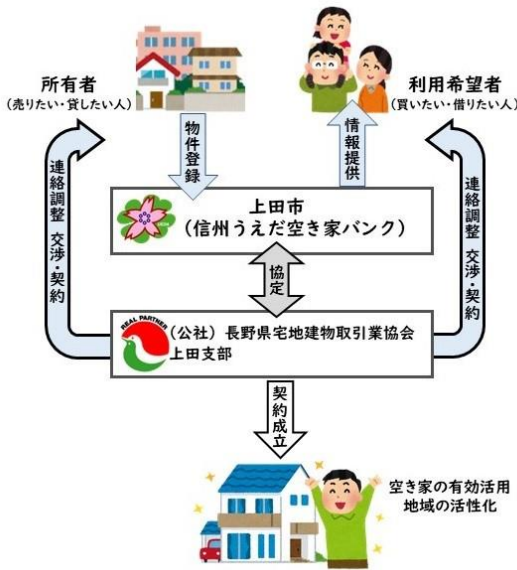 所有者
(売りたい・貸したい人)
利用希望者
(買いたい・借りたい人)
物件登録
情報提供
連絡調整 交渉・契約
上田市
(信州うえだ空き家バンク)
連絡調整 交渉・契約
協定
REAL PARTNER
(公社)長野県宅地建物取引業協会
上田支部
契約成立
空き家の有効活用
地域の活性化